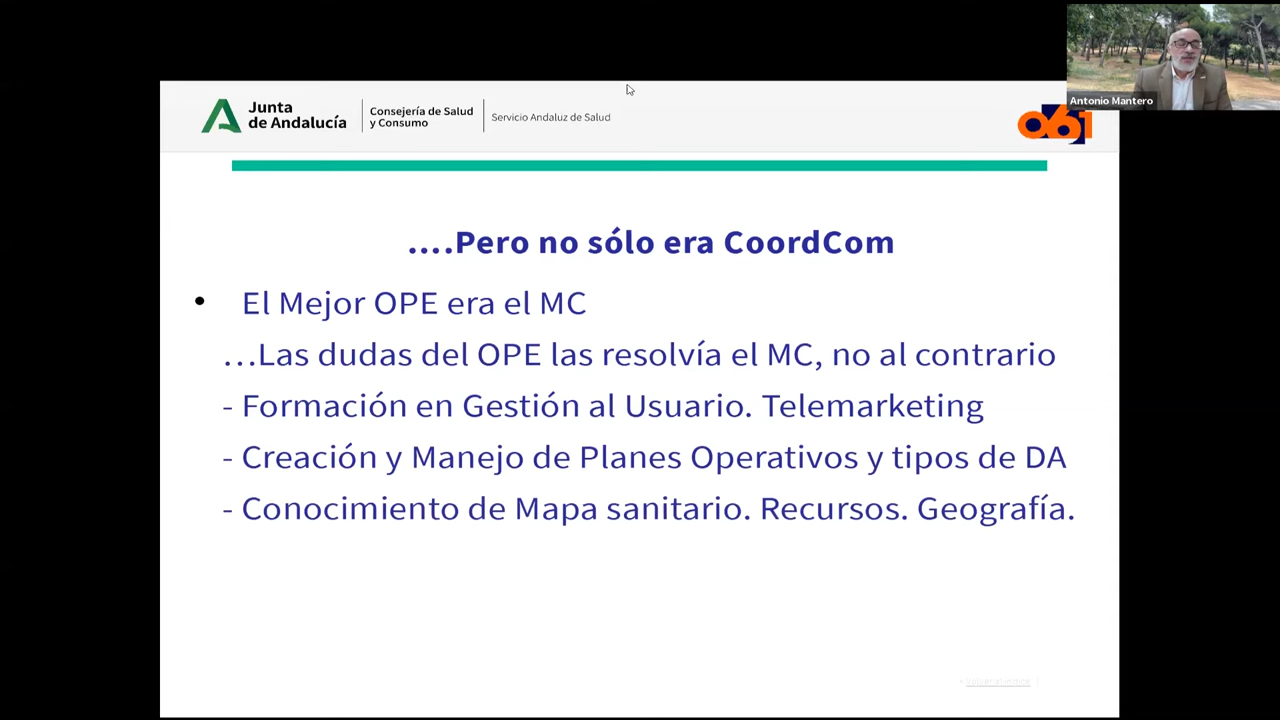 Junta
de Andalucía
Consejería de Salud
y Consumo
Servicio Andaluz de Salud
061
Antonio Mantero
....Pero no sólo era CoordCom
• El Mejor OPE era el MC
...Las dudas del OPE las resolvía el MC, no al contrario
- Formación en Gestión al Usuario. Telemarketing
- Creación y Manejo de Planes Operativos y tipos de DA
- Conocimiento de Mapa sanitario. Recursos. Geografía.